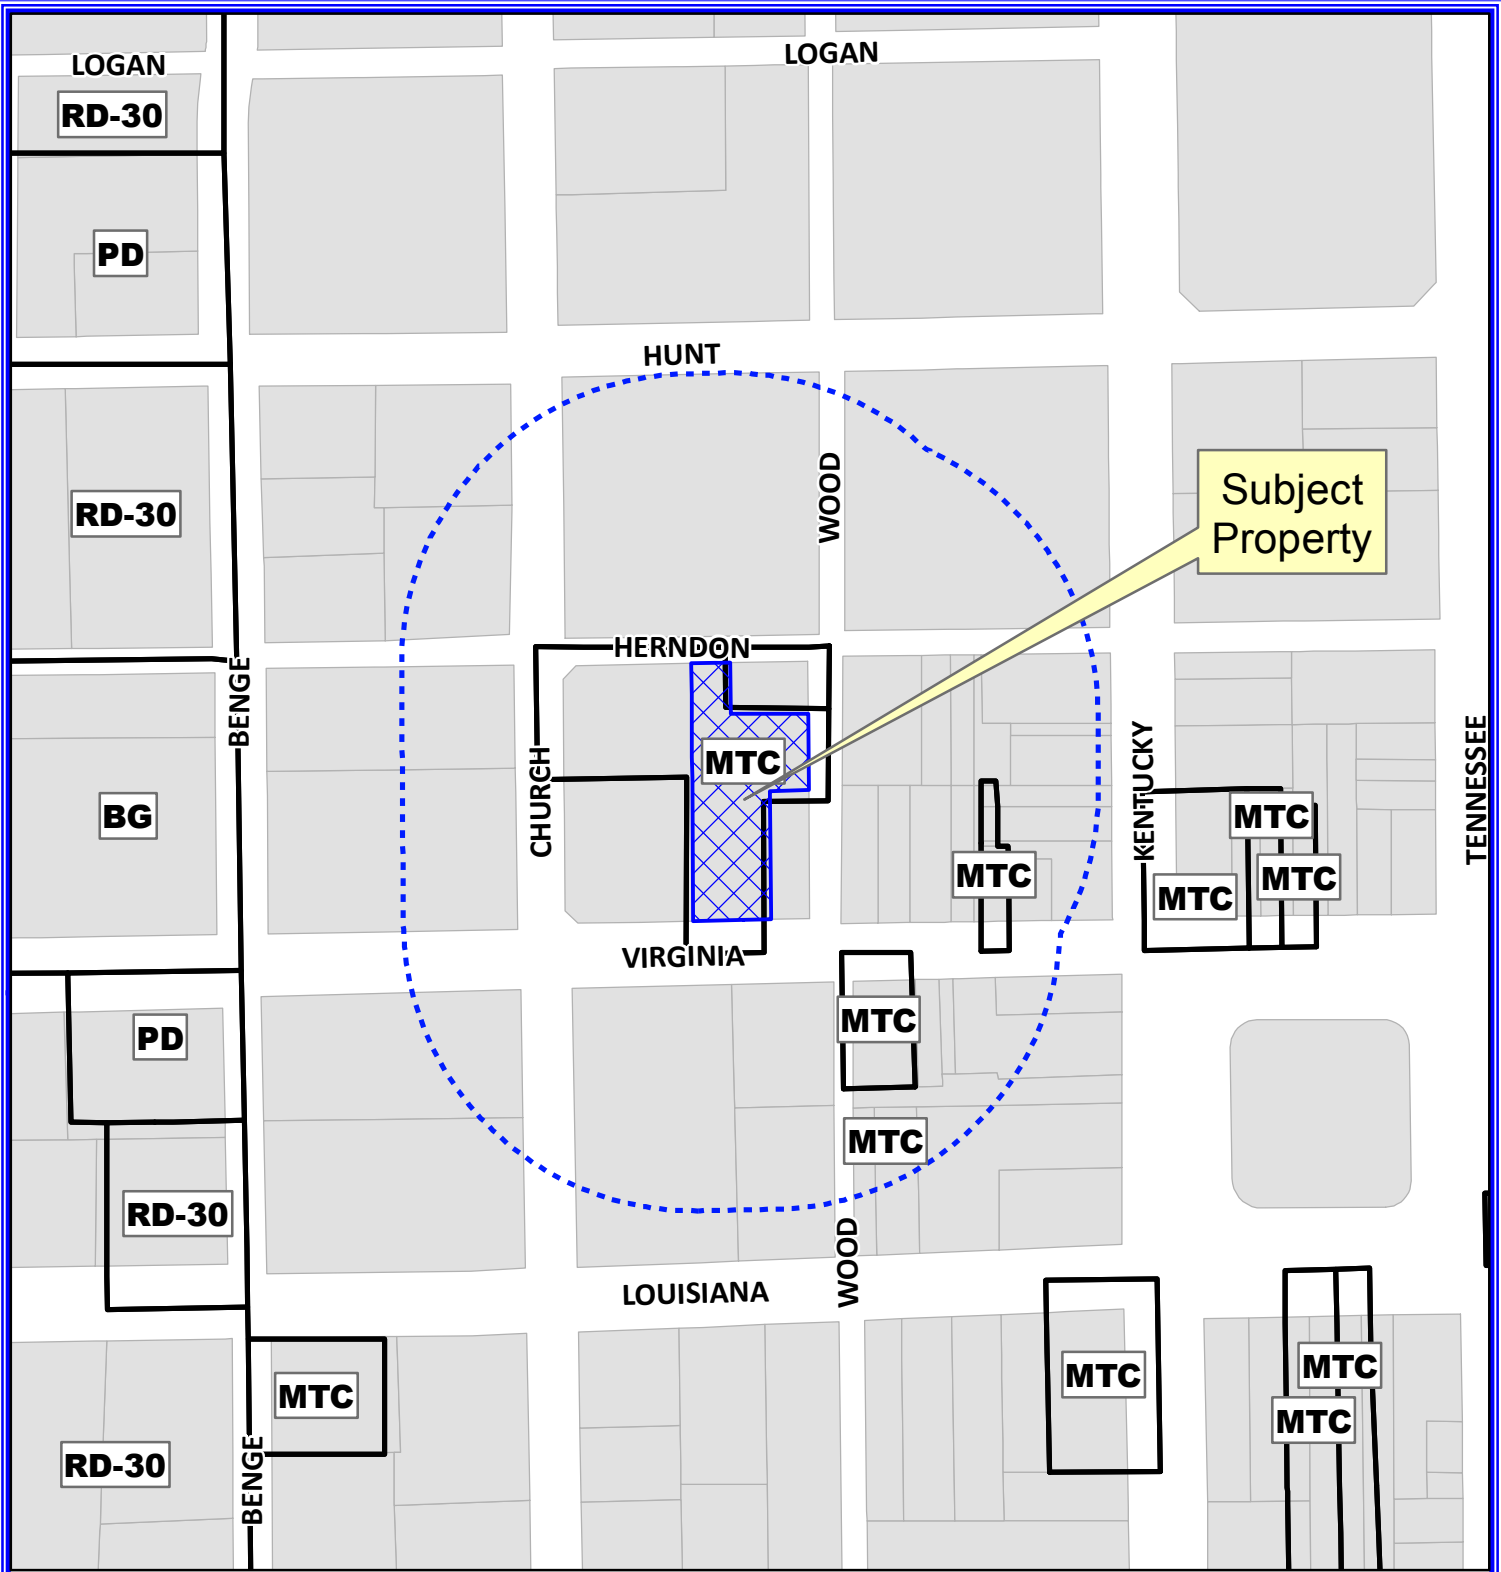 LOGAN
LOGAN
RD-30
PD
HUNT
RD-30
WOOD
Subject
Property
HERNDON
BENGE
MTC
CHURCH
KENTUCKY
TENNESSEE
BG
MTC
MTC
MTC
MTC
VIRGINIA
PD
MTC
MTC
RD-30
WOOD
LOUISIANA
MTC
MTC
MTC
MTC
RD-30
BENGE